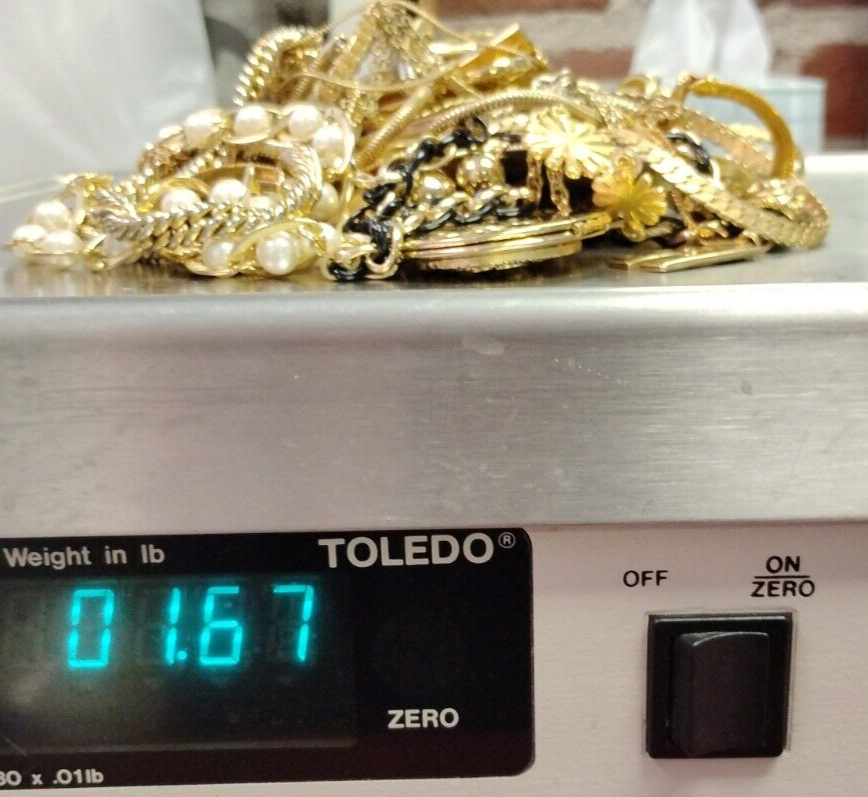 Weight in lb
TOLEDO®
01.67
ZERO
x .01lb
OFF
ON
ZERO